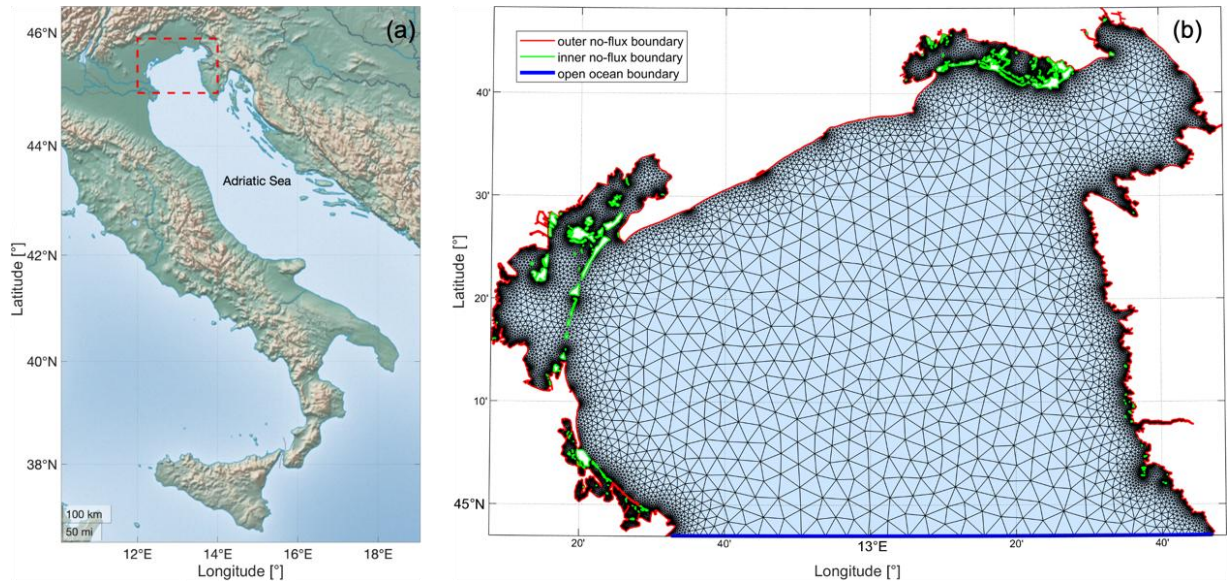 (a)
46°N
44°N
42°N
40°N
38°N
Latitude [°]
Adriatic Sea
100 km
50 mi
12°E
14°E
16°E
18°E
Longitude [°]
(b)
outer no-flux boundary
inner no-flux boundary
open ocean boundary
40'
30'
20'
10'
45°N
Latitude [°]
20'
40'
13°E
20'
40'
Longitude [°]